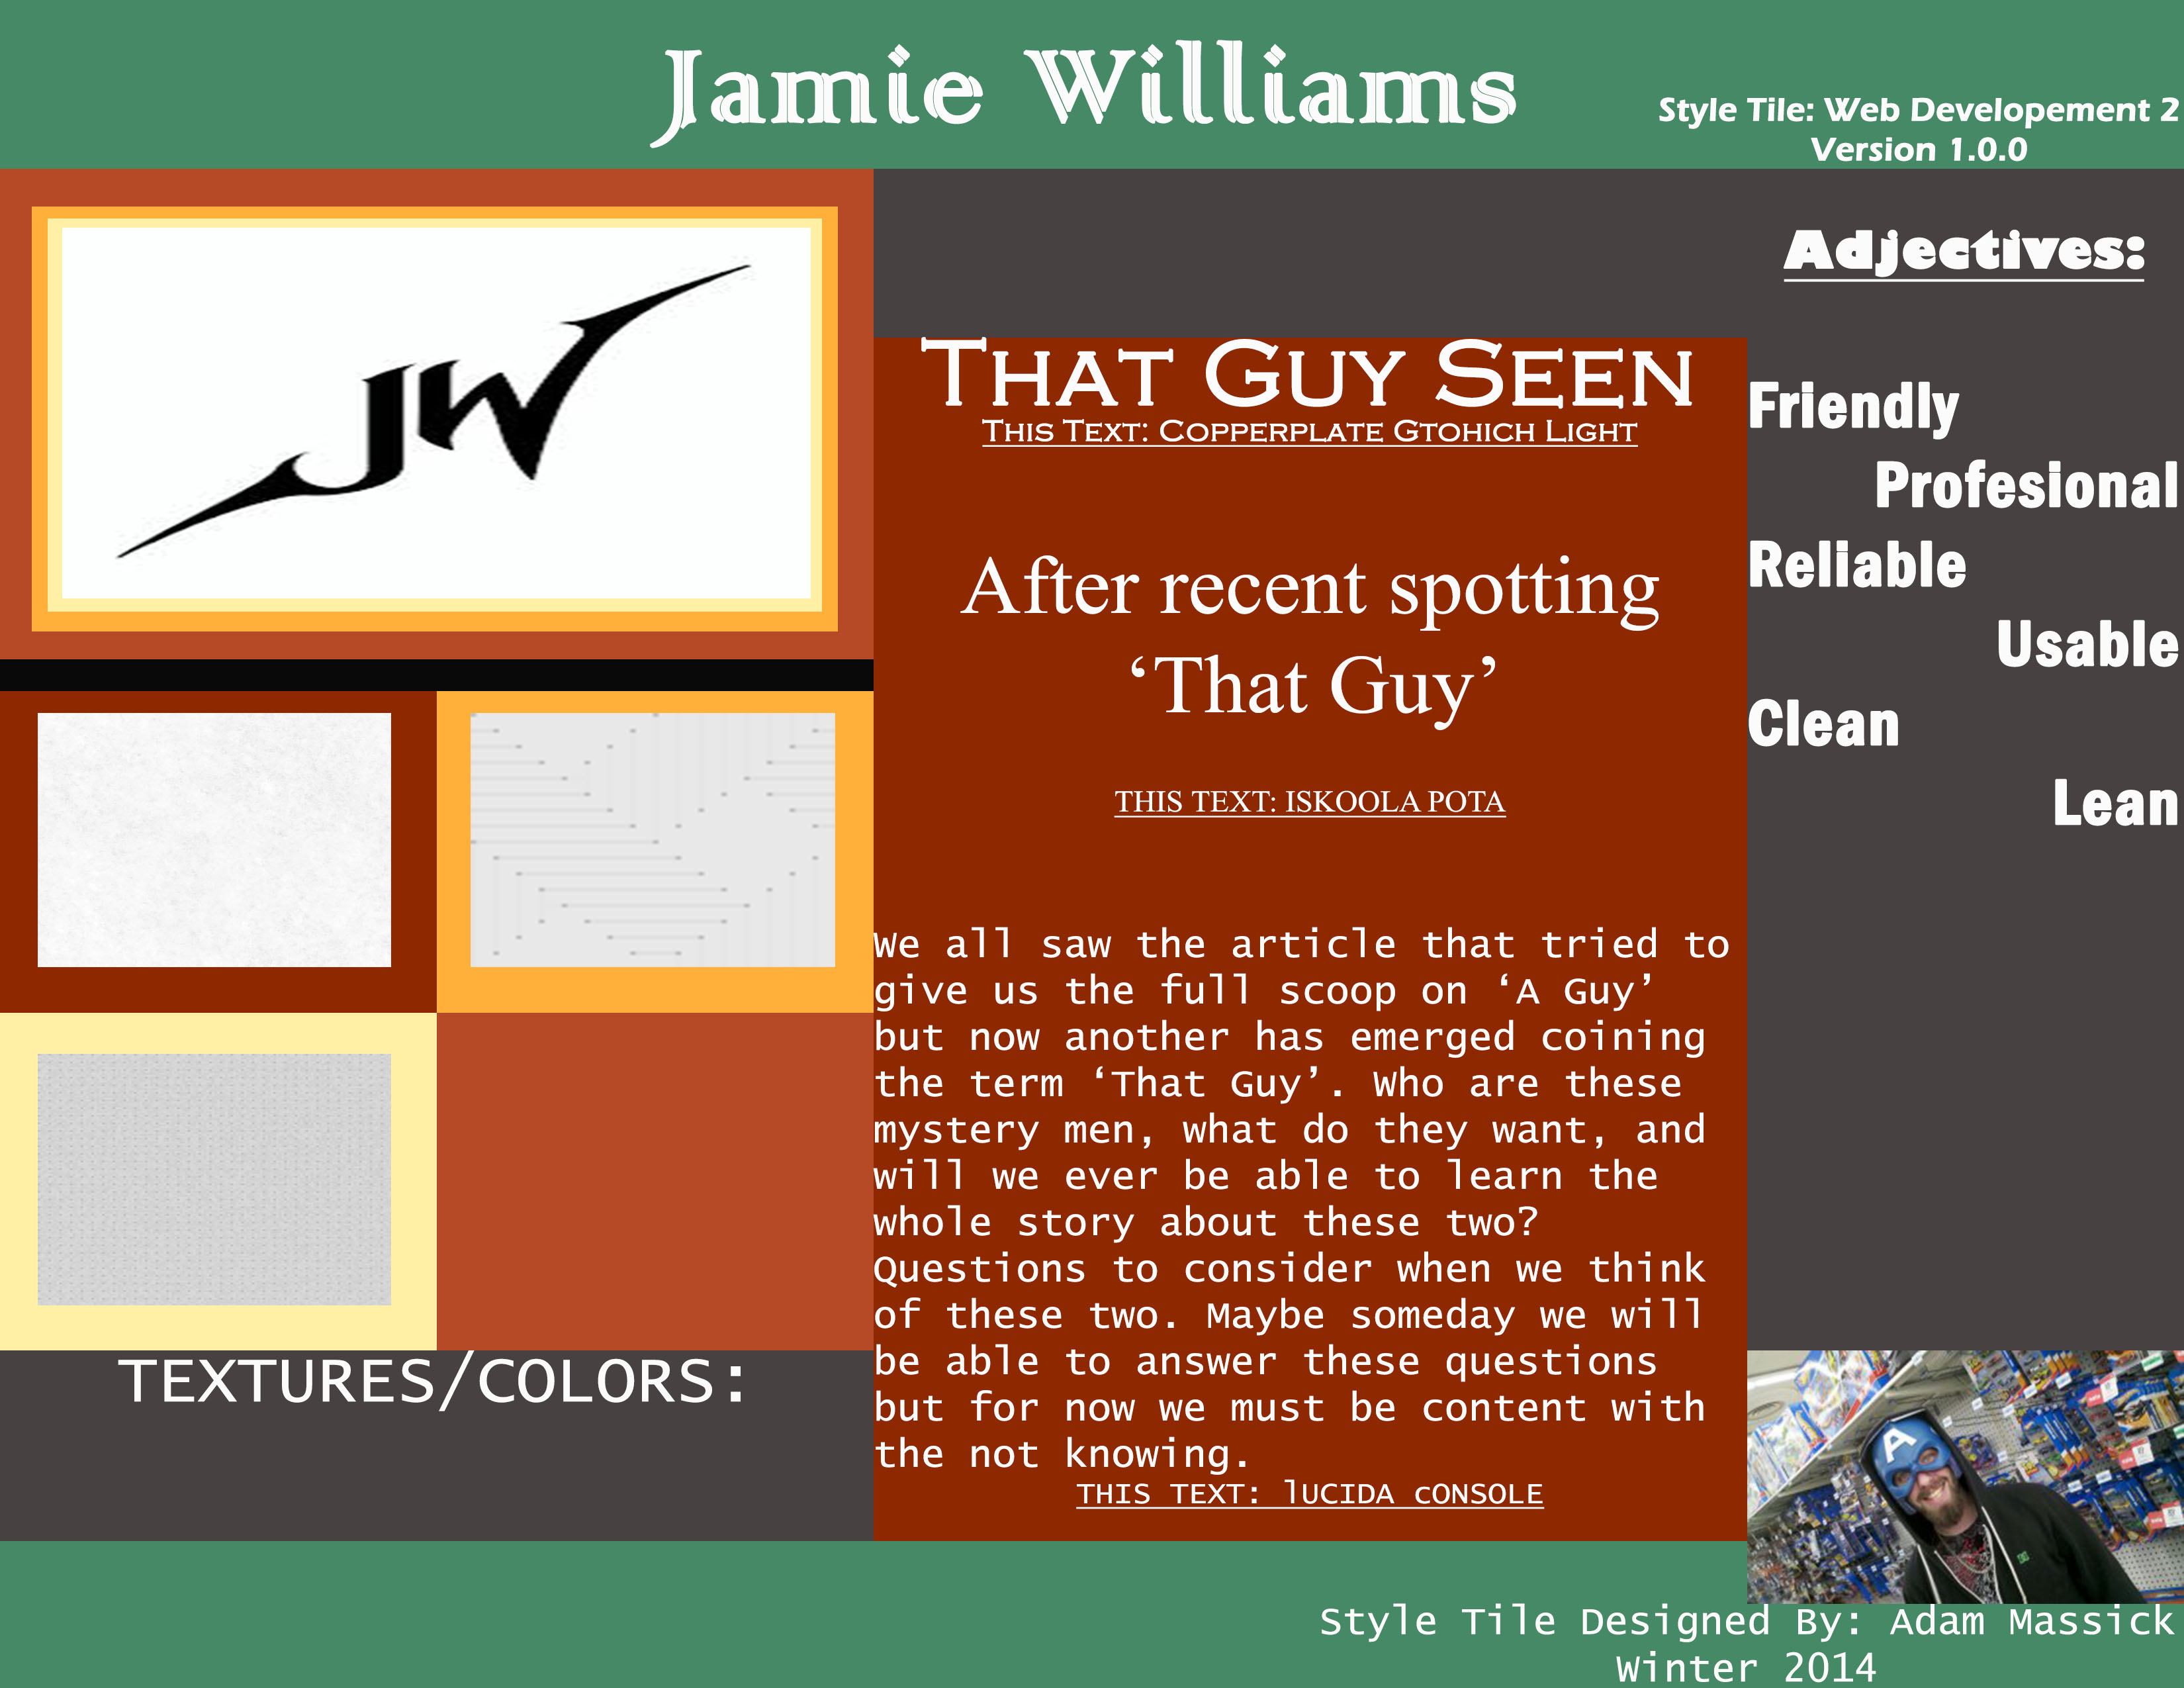 Jamie Williams
Style Tile: Web Developement 2
Version 1.0.0
JW
Adjectives:
Friendly
Profesional
Reliable
Usable
Clean
Lean
That Guy Seen
This Text: Copperplate Gtohich Light
After recent spotting
‘That Guy’
THIS TEXT: ISKOOLA POTA
We all saw the article that tried to
give us the full scoop on ‘A Guy’
but now another has emerged coining
the term ‘That Guy’. Who are these
mystery men, what do they want, and
will we ever be able to learn the
whole story about these two?
Questions to consider when we think
of these two. Maybe someday we will
be able to answer these questions
but for now we must be content with
the not knowing.
THIS TEXT: lUCIDA cONSOLE
TEXTURES/COLORS:
A
Style Tile Designed By: Adam Massick
Winter 2014